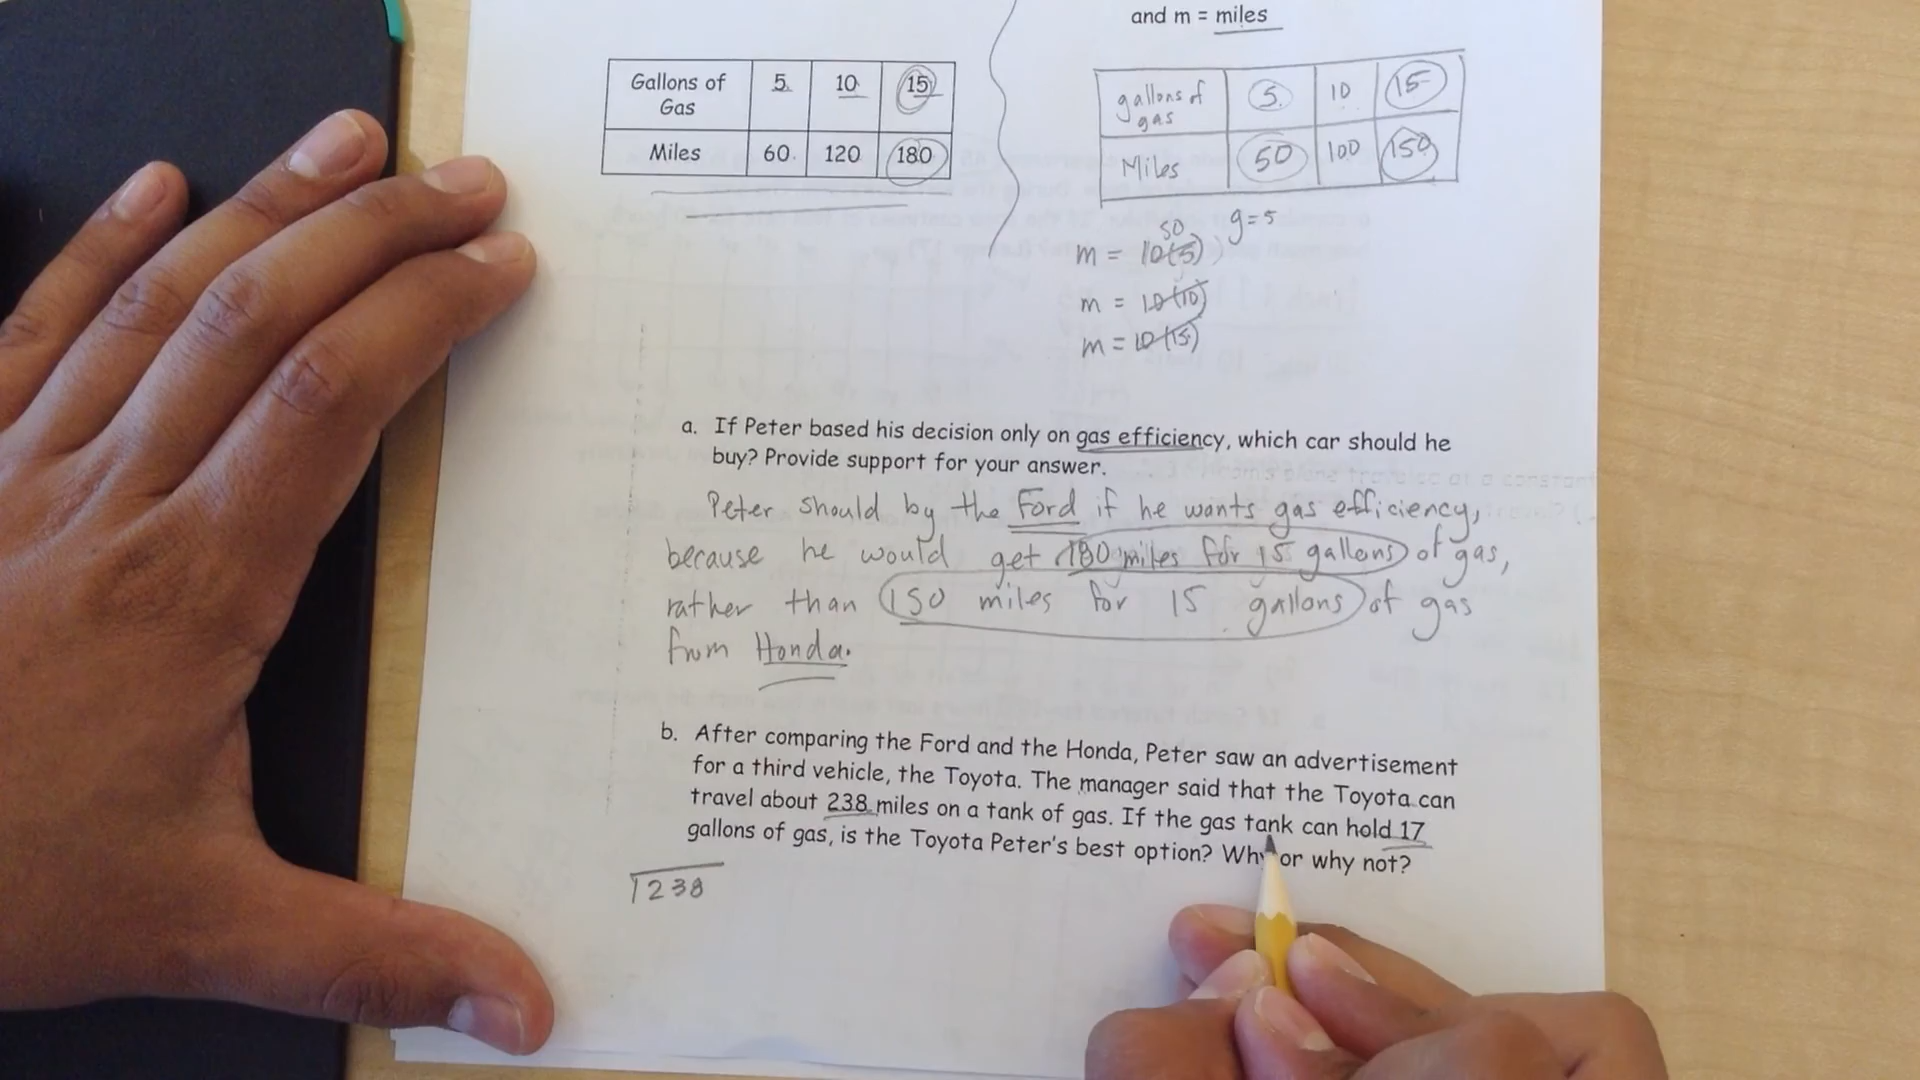 and m = miles
Gallons of Gas 5 10 15
Miles 60 120 180
gallons of gas 5 10 15
Miles 50 100 150
g = 5
50
m = 10(5)
m = 10(10)
m = 10(15)
a. If Peter based his decision only on gas efficiency, which car should he
buy? Provide support for your answer.
Peter should by the Ford if he wants gas efficiency,
because he would get 180 miles for 15 gallons of gas,
rather than 150 miles for 15 gallons of gas
from Honda.
b. After comparing the Ford and the Honda, Peter saw an advertisement
for a third vehicle, the Toyota. The manager said that the Toyota can
travel about 238 miles on a tank of gas. If the gas tank can hold 17
gallons of gas, is the Toyota Peter's best option? Why or why not?
238